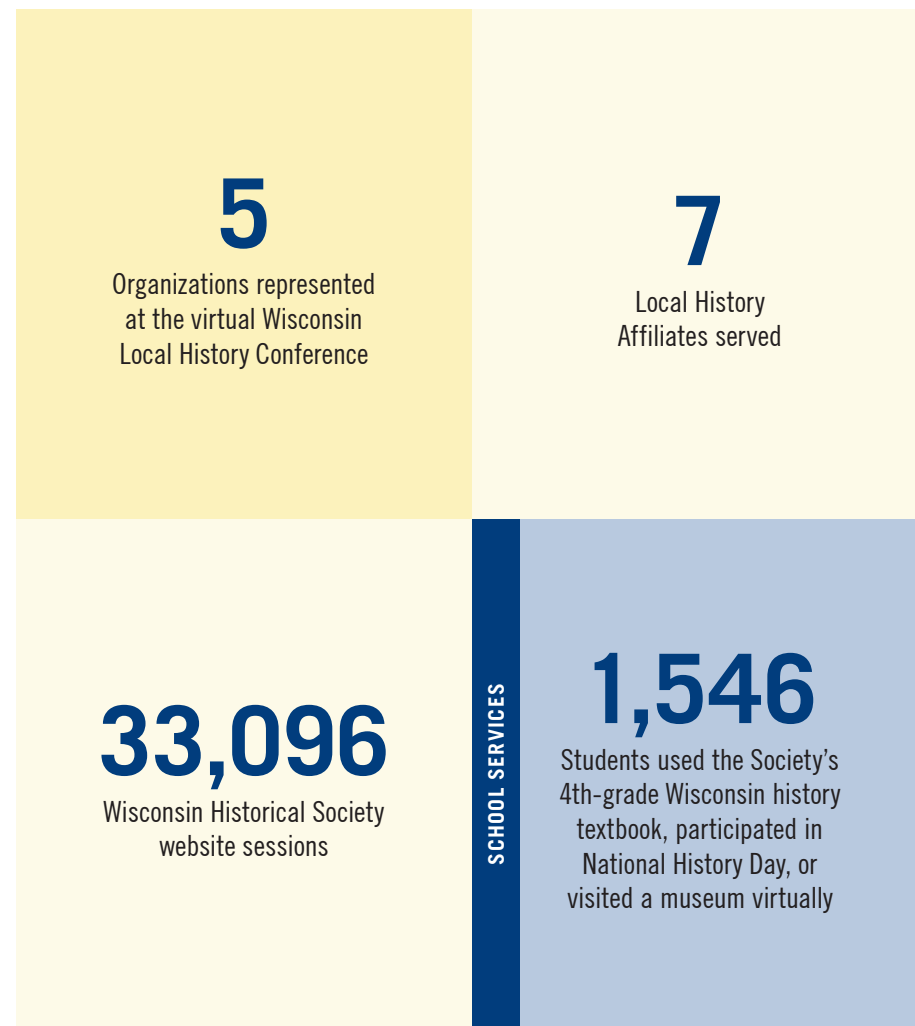 5
Organizations represented
at the virtual Wisconsin
Local History Conference
7
Local History
Affiliates served
33,096
Wisconsin Historical Society
website sessions
SCHOOL SERVICES
1,546
Students used the Society’s
4th-grade Wisconsin history
textbook, participated in
National History Day, or
visited a museum virtually